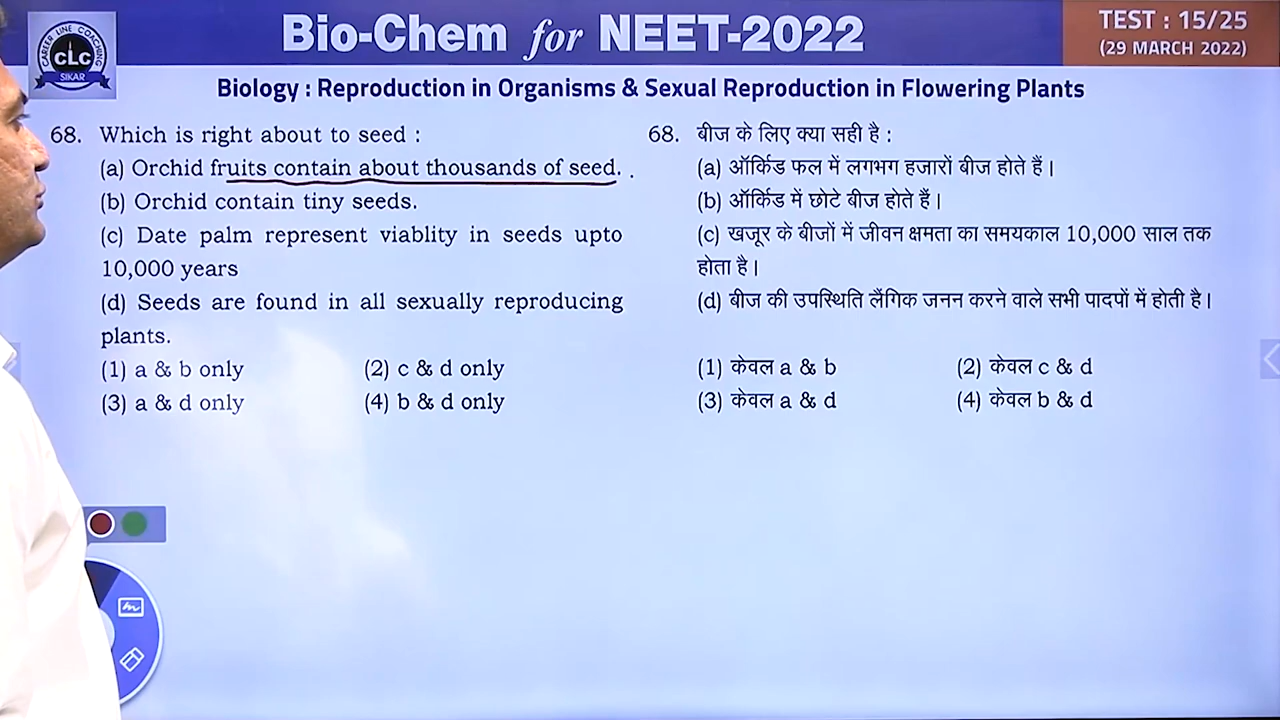 Bio-Chem for NEET-2022
TEST : 15/25
(29 MARCH 2022)
CAREER LINE COACHING
CLC
SIKAR
Biology : Reproduction in Organisms & Sexual Reproduction in Flowering Plants
68. Which is right about to seed :
(a) Orchid fruits contain about thousands of seed. .
(b) Orchid contain tiny seeds.
(c) Date palm represent viablity in seeds upto
10,000 years
(d) Seeds are found in all sexually reproducing
plants.
(1) a & b only (2) c & d only
(3) a & d only (4) b & d only
68. बीज के लिए क्या सही है :
(a) ऑर्किड फल में लगभग हजारों बीज होते हैं।
(b) ऑर्किड में छोटे बीज होते हैं।
(c) खजूर के बीजों में जीवन क्षमता का समयकाल 10,000 साल तक
होता है।
(d) बीज की उपस्थिति लैंगिक जनन करने वाले सभी पादपों में होती है।
(1) केवल a & b (2) केवल c & d
(3) केवल a & d (4) केवल b & d